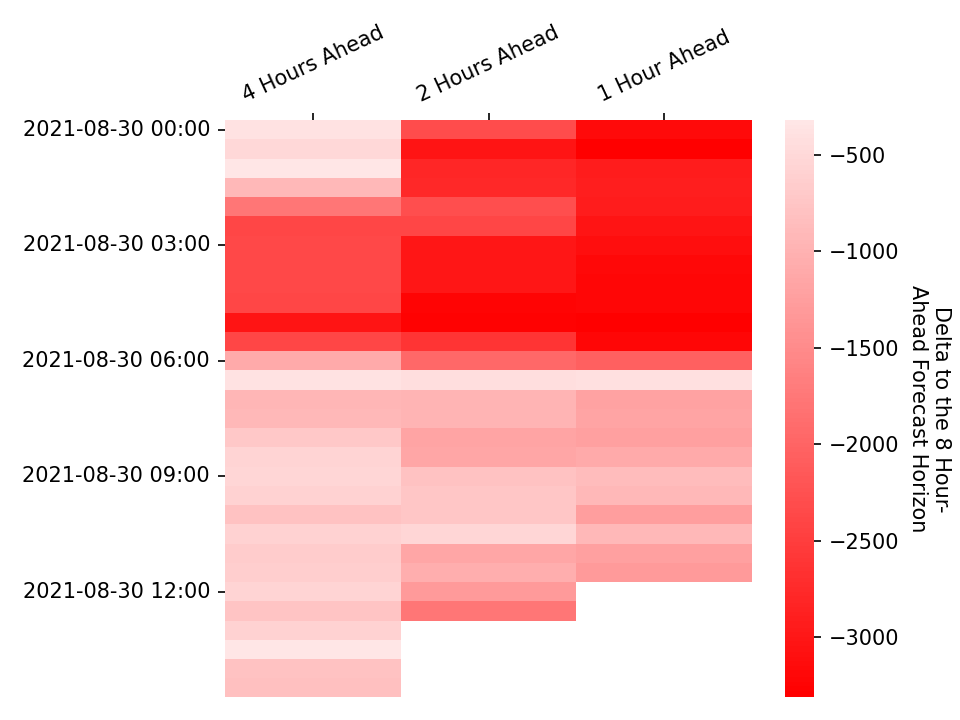 4 Hours Ahead
2 Hours Ahead
1 Hour Ahead
2021-08-30 00:00
2021-08-30 03:00
2021-08-30 06:00
2021-08-30 09:00
2021-08-30 12:00
−500
−1000
−1500
−2000
−2500
−3000
Delta to the 8 Hour-
Ahead Forecast Horizon